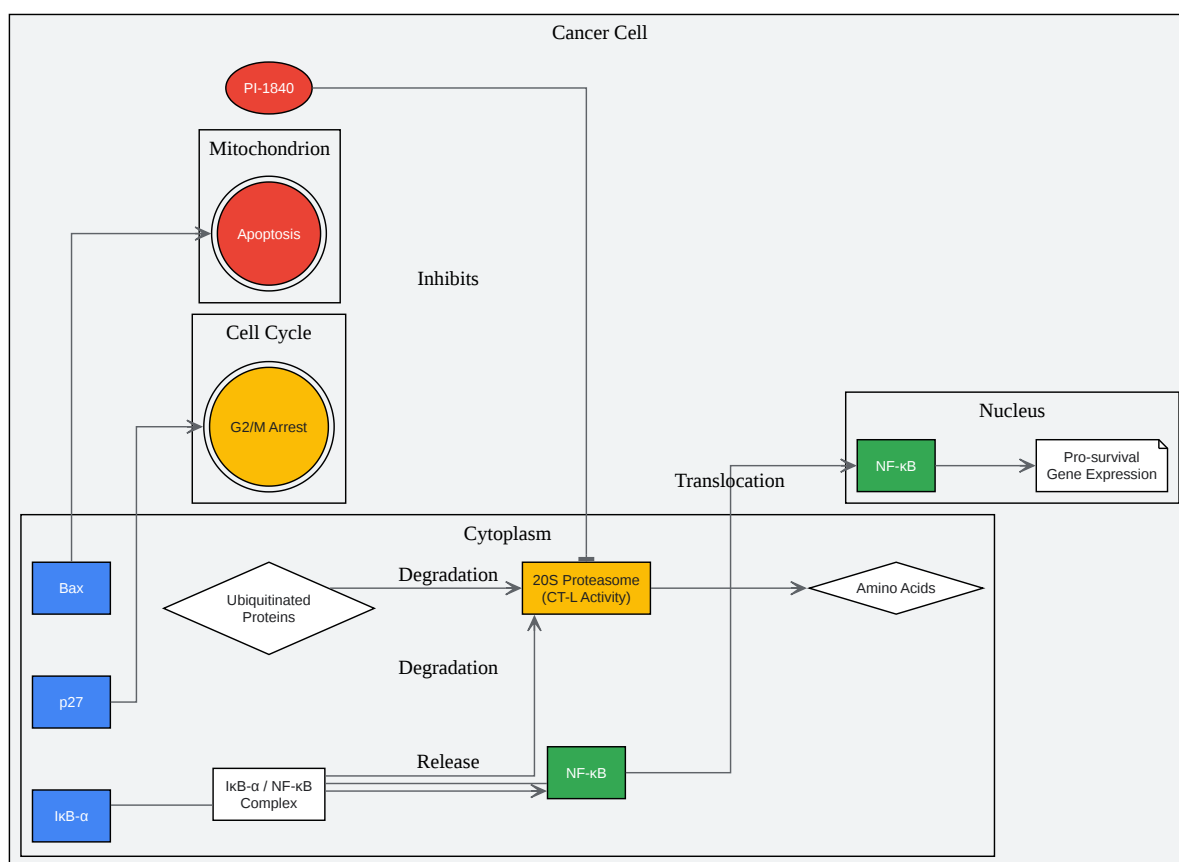 Cancer Cell
PI-1840
Mitochondrion
Apoptosis
Inhibits
Cell Cycle
G2/M Arrest
Nucleus
NF-κB
Pro-survival
Gene Expression
Translocation
Cytoplasm
Bax
Ubiquitinated
Proteins
Degradation
20S Proteasome
(CT-L Activity)
Amino Acids
Degradation
p27
Release
NF-κB
IκB-α / NF-κB
Complex
IκB-α